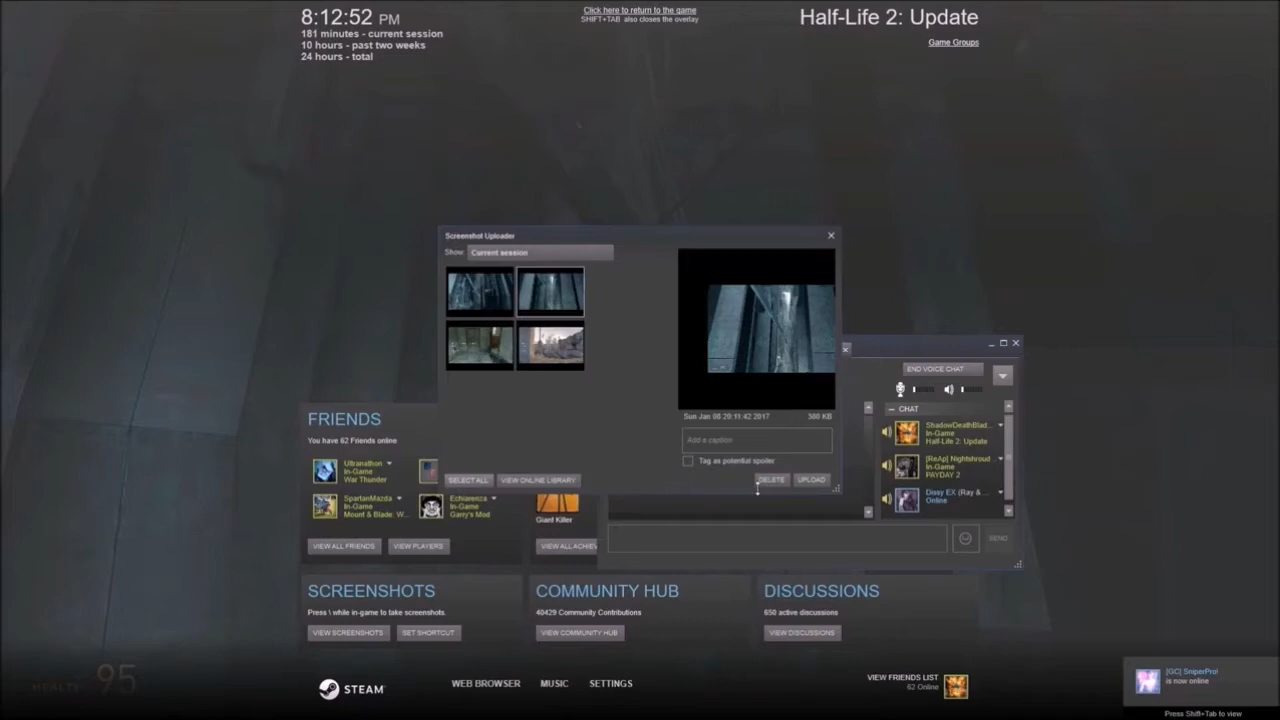 8:12:52 PM
181 minutes - current session
10 hours - past two weeks
24 hours - total
Click here to return to the game
SHIFT+TAB also closes the overlay
Half-Life 2: Update
Game Groups
Screenshot Uploader
Show:
Current session
Sun Jan 08 20:11:42 2017
Add a caption
Tag as potential spoiler
SELECT ALL
VIEW ONLINE LIBRARY
DELETE
UPLOAD
END VOICE CHAT
CHAT
ShadowDeathBlad...
In-Game
Half-Life 2: Update
[ReAp] Nightshroud
In-Game
PAYDAY 2
Dissy EX (Ray & ...
Online
SEND
FRIENDS
You have 62 Friends online
Ultranathon
In-Game
War Thunder
SpartanMazda
In-Game
Mount & Blade: W...
Echiarenza
In-Game
Garry's Mod
Giant Killer
VIEW ALL FRIENDS
VIEW PLAYERS
VIEW ALL ACHIEV
SCREENSHOTS
Press \ while in-game to take screenshots.
VIEW SCREENSHOTS
SET SHORTCUT
COMMUNITY HUB
40429 Community Contributions
VIEW COMMUNITY HUB
DISCUSSIONS
650 active discussions
VIEW DISCUSSIONS
HEALTH 95
STEAM
WEB BROWSER
MUSIC
SETTINGS
VIEW FRIENDS LIST
62 Online
[GC] SniperPro!
is now online
Press Shift+Tab to view